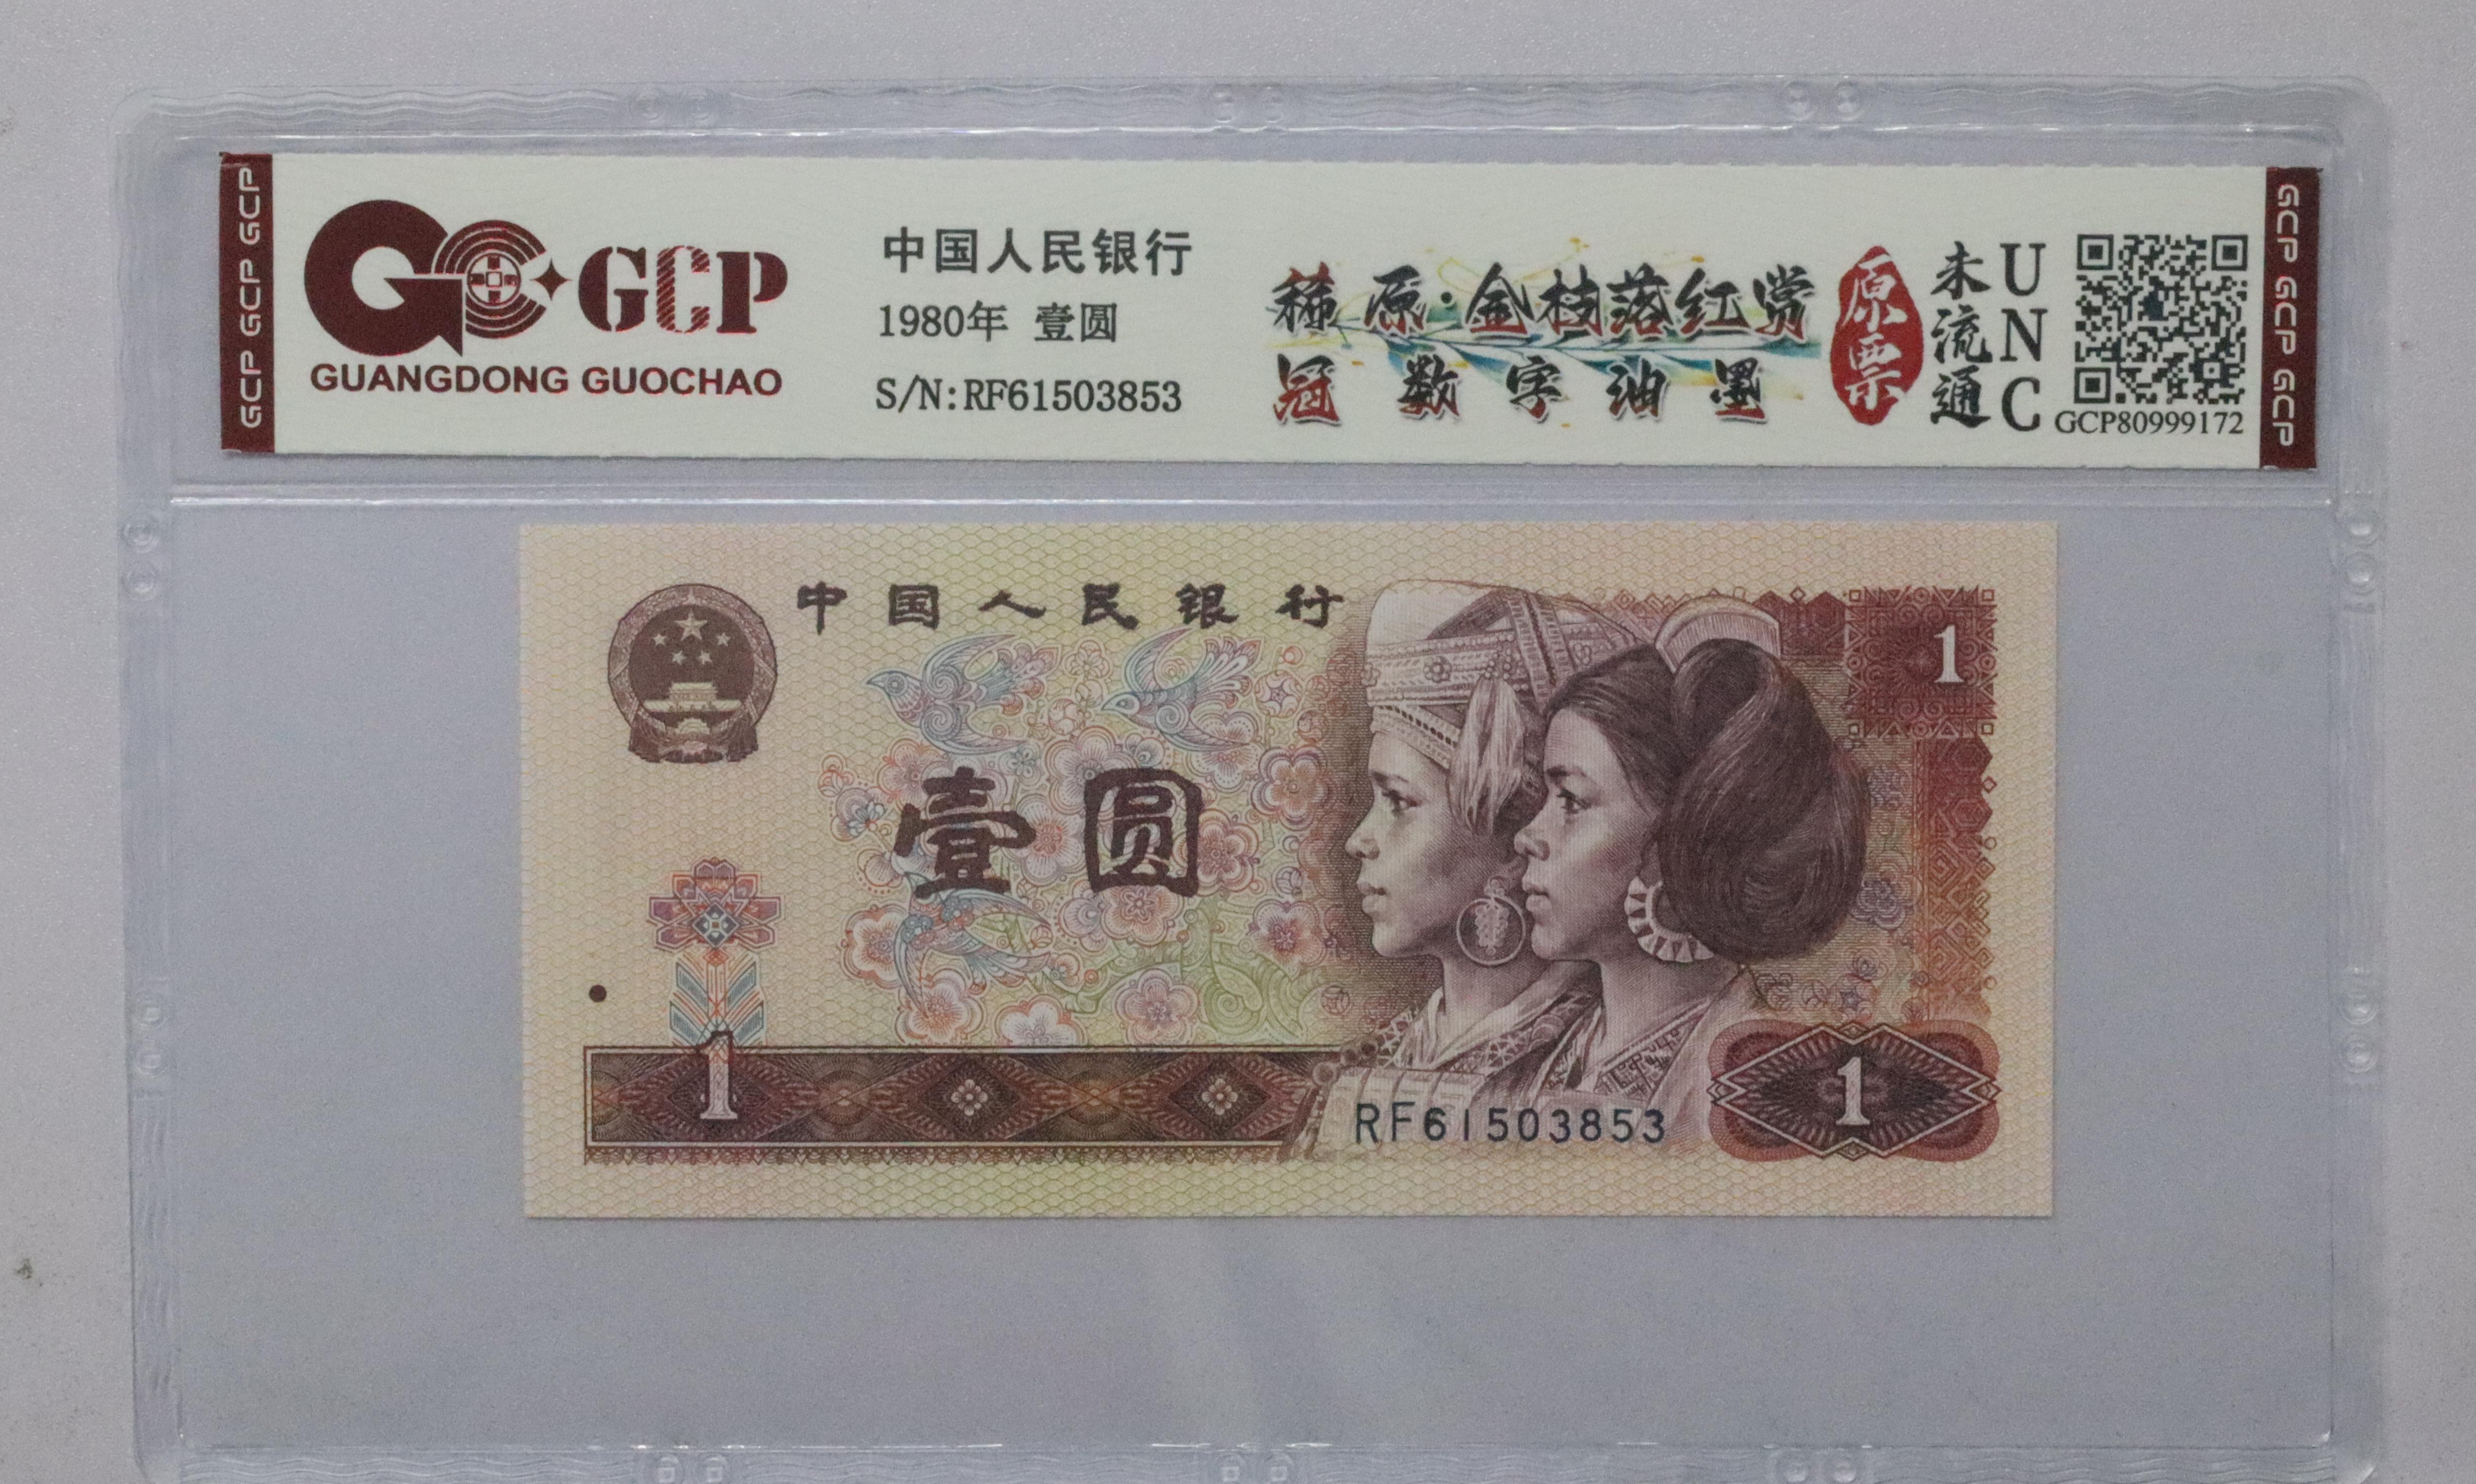 GCP GCP GCP
GCP
GUANGDONG GUOCHAO
中国人民银行
1980年 壹圆
S/N:RF61503853
稀原·金枝落红赏
冠数字油墨
原票
未流通
UNC
GCP80999172
GCP GCP GCP
中国人民银行
1
壹圆
1
RF61503853
1